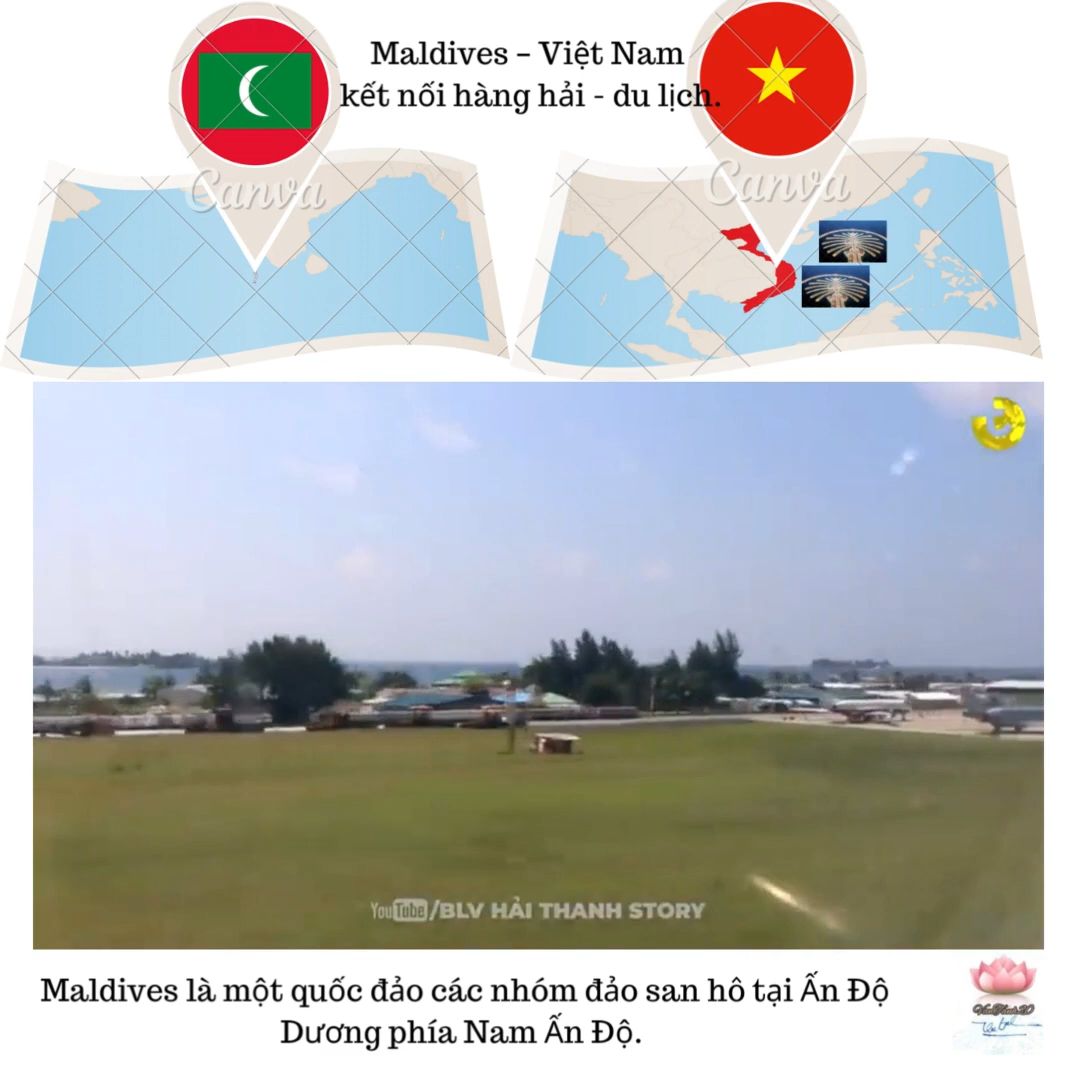 Maldives – Việt Nam
kết nối hàng hải - du lịch.
Canva
Canva
YouTube/BLV HẢI THANH STORY
Maldives là một quốc đảo các nhóm đảo san hô tại Ấn Độ
Dương phía Nam Ấn Độ.